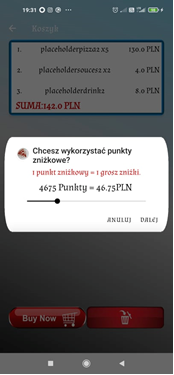 19:31
Koszyk
1. placeholderpizza2 x3 130.0 PLN
2. placeholdersouce2 x2 4.0 PLN
3. placeholderdrink2 8.0 PLN
SUMA:142.0 PLN
Chcesz wykorzystać punkty
zniżkowe?
1 punkt zniżkowy = 1 grosz zniżki.
4675 Punkty = 46.75PLN
ANULUJ DALEJ
Buy Now